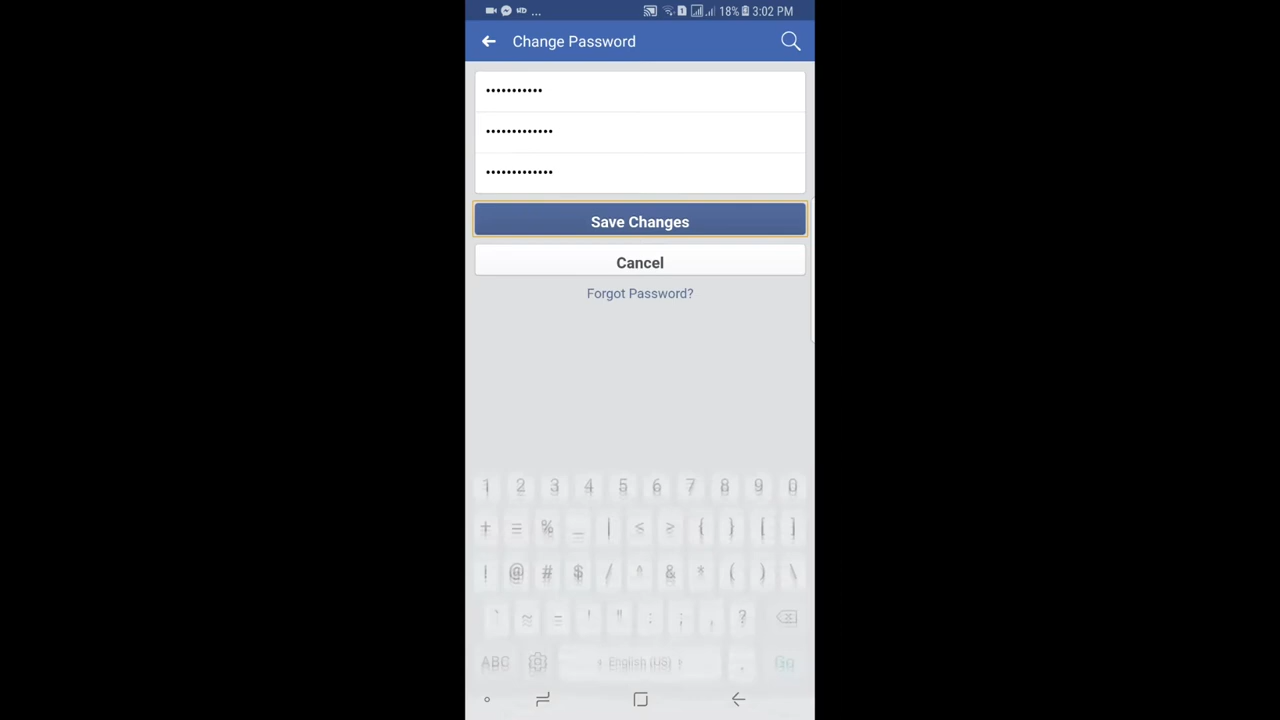 ... 18% 3:02 PM
Change Password
•••••••••••
•••••••••••••
•••••••••••••
Save Changes
Cancel
Forgot Password?
1 2 3 4 5 6 7 8 9 0
+ = % _ | < > { } [ ]
! @ # $ / ^ & * ( ) \
` ≈ = ' " : ; , ?
ABC English (US) . Go